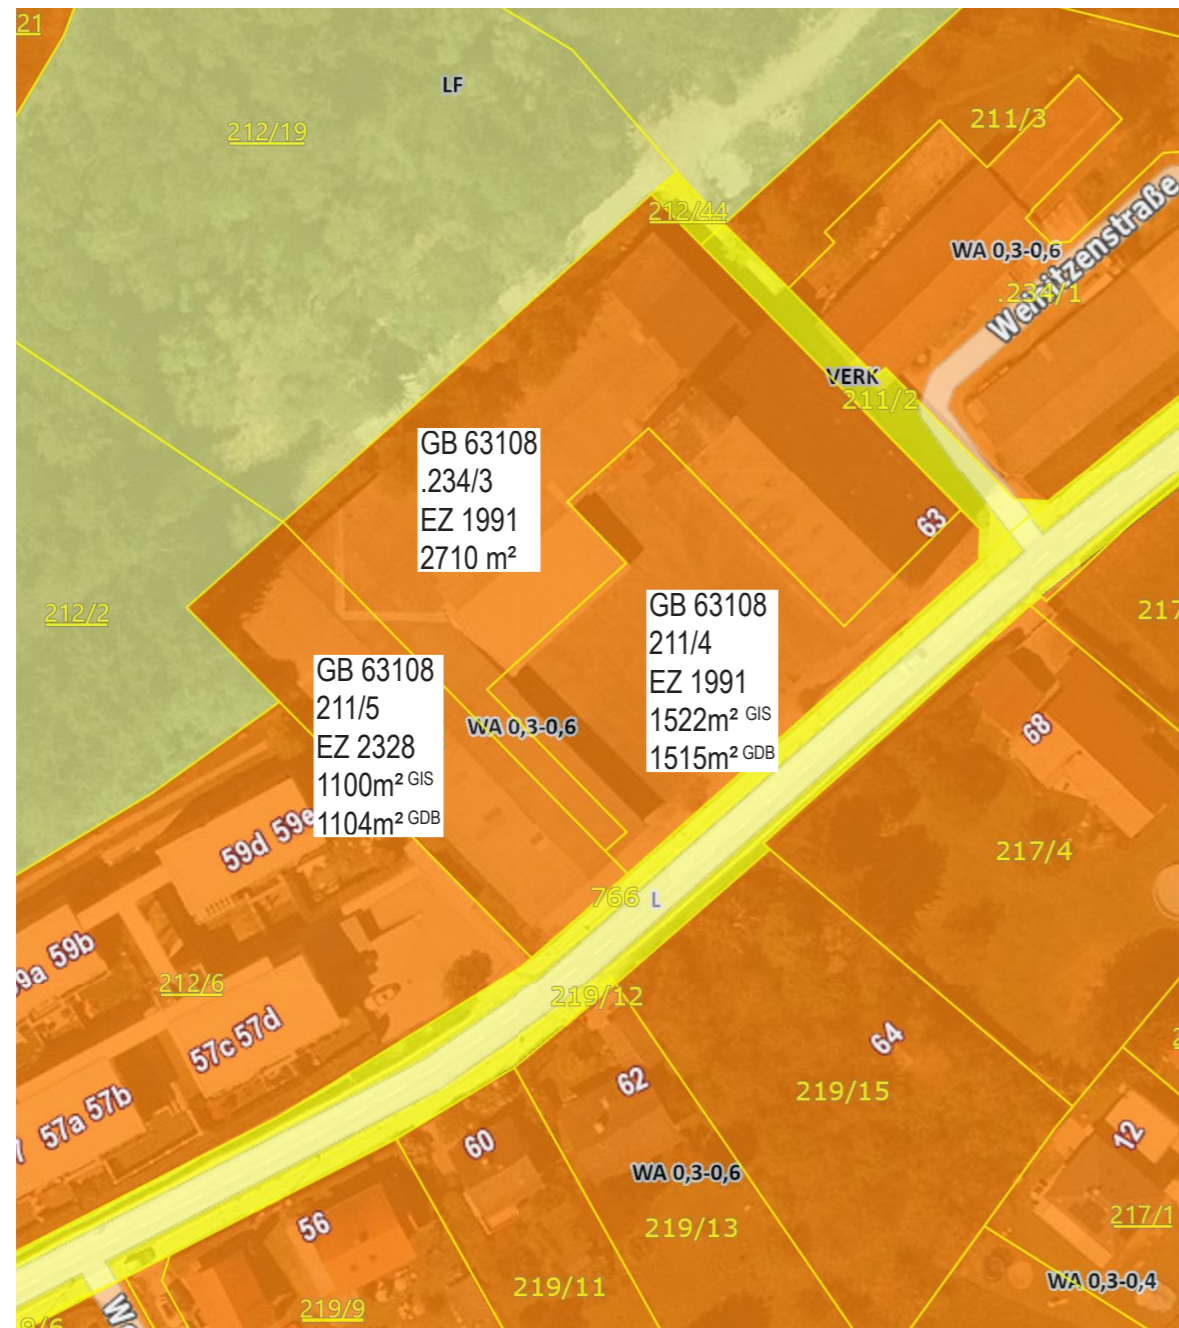 21
LF
212/19
211/3
212/44
WA 0,3-0,6
Weinitzenstraße
.234/1
VERK
211/2
GB 63108
.234/3
EZ 1991
2710 m²
63
212/2
GB 63108
211/4
EZ 1991
1522m² GIS
1515m² GDB
217
GB 63108
211/5
EZ 2328
1100m² GIS
1104m² GDB
WA 0,3-0,6
68
59d 59e
217/4
766 L
59b
9a
212/6
219/12
57c 57d
64
62
219/15
57a 57b
60
12
WA 0,3-0,6
56
219/13
217/1
219/11
WA 0,3-0,4
219/9
9/6